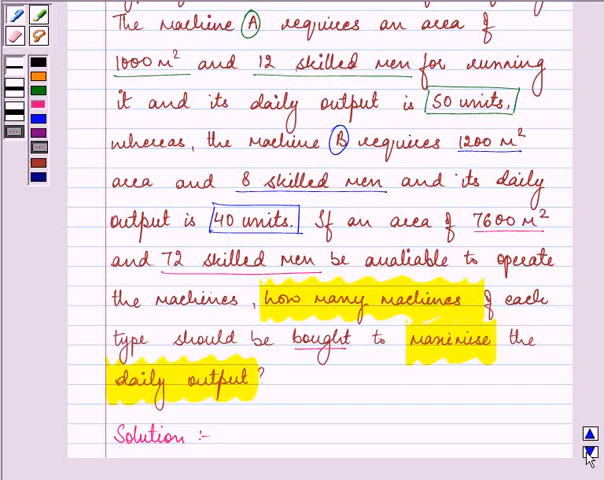 The machine A requires an area of
1000 M² and 12 skilled men for running
it and its daily output is 50 units,
whereas, the machine B requires 1200 M²
area and 8 skilled men and its daily
output is 40 units. If an area of 7600 M²
and 72 skilled men be avaliable to operate
the machines, how many machines of each
type should be bought to maximise the
daily output?
Solution :-